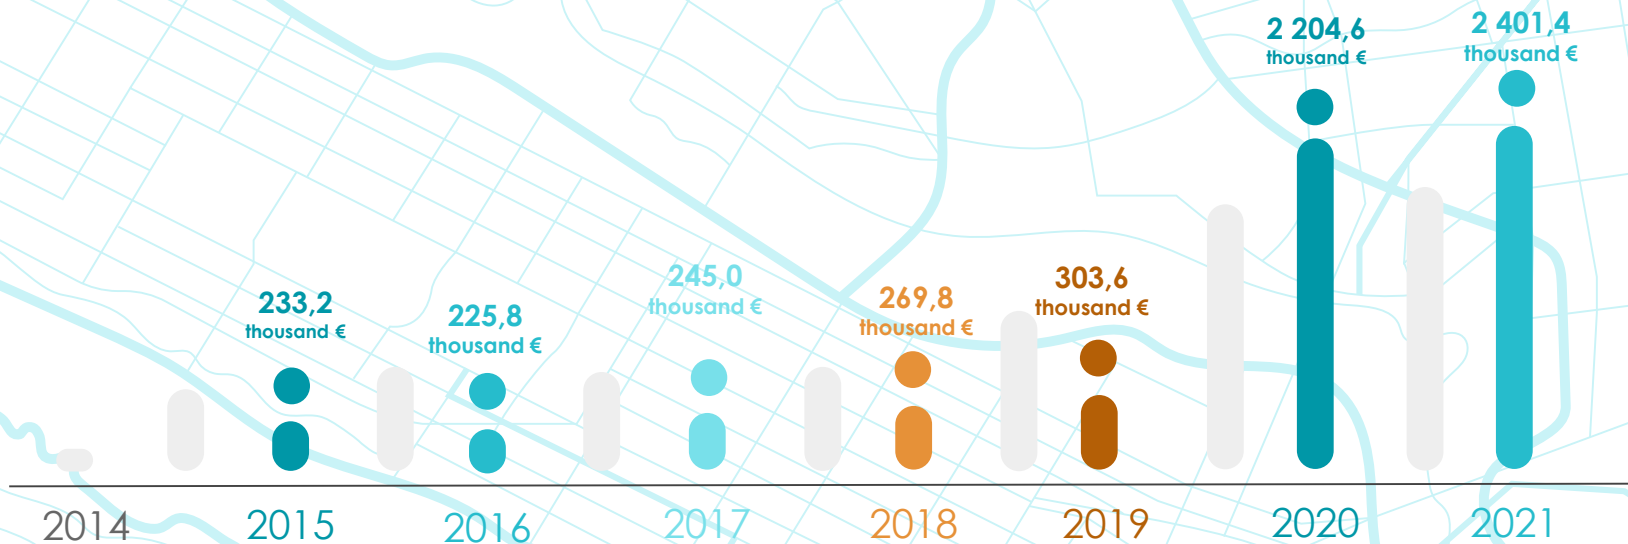 2 204,6
thousand €
2 401,4
thousand €
233,2
thousand €
225,8
thousand €
245,0
thousand €
269,8
thousand €
303,6
thousand €
2014
2015
2016
2017
2018
2019
2020
2021